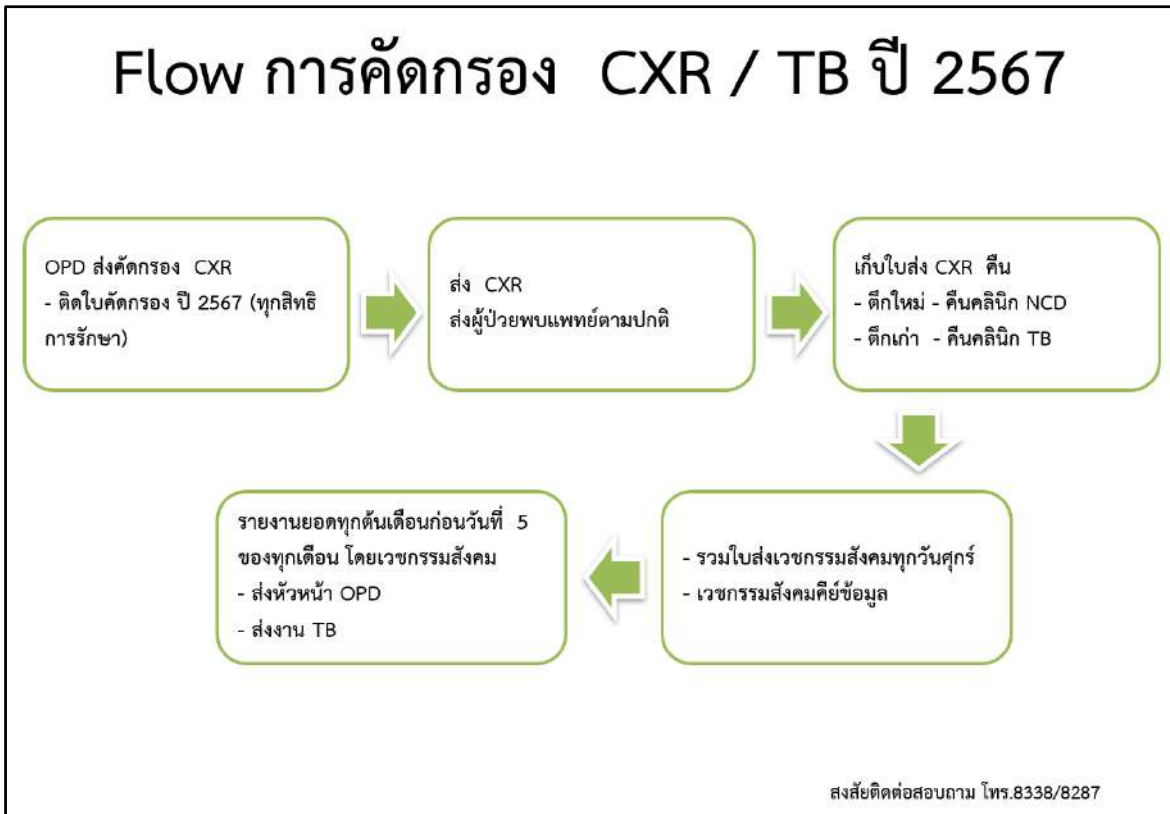 Flow การคัดกรอง CXR / TB ปี 2567
OPD ส่งคัดกรอง CXR
- ติดใบคัดกรอง ปี 2567 (ทุกสิทธิ
การรักษา)
ส่ง CXR
ส่งผู้ป่วยพบแพทย์ตามปกติ
เก็บใบส่ง CXR คืน
- ตึกใหม่ - คืนคลินิก NCD
- ตึกเก่า - คืนคลินิก TB
- รวมใบส่งเวชกรรมสังคมทุกวันศุกร์
- เวชกรรมสังคมคีย์ข้อมูล
รายงานยอดทุกต้นเดือนก่อนวันที่ 5
ของทุกเดือน โดยเวชกรรมสังคม
- ส่งหัวหน้า OPD
- ส่งงาน TB
สงสัยติดต่อสอบถาม โทร.8338/8287